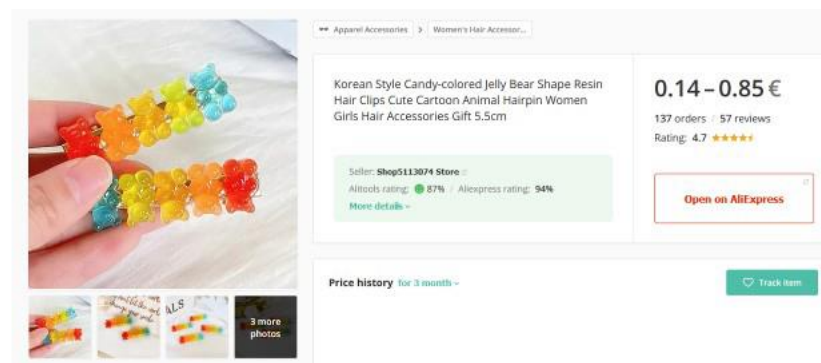 Apparel Accessories > Women's Hair Accessor...
Korean Style Candy-colored Jelly Bear Shape Resin
Hair Clips Cute Cartoon Animal Hairpin Women
Girls Hair Accessories Gift 5.5cm
Seller: Shop5113074 Store
Alitools rating: 87% / Aliexpress rating: 94%
More details
0.14–0.85 €
137 orders / 57 reviews
Rating: 4.7
Open on AliExpress
Price history for 3 month
Track item
ALS
3 more
photos